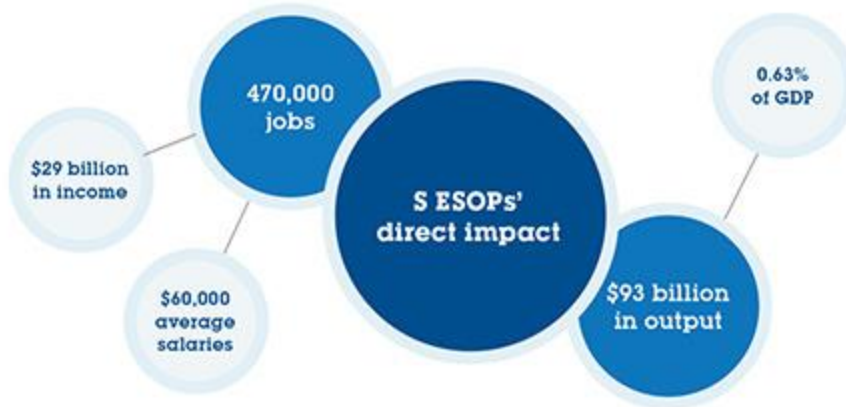 470,000
jobs
$29 billion
in income
$60,000
average
salaries
S ESOPs'
direct impact
0.63%
of GDP
$93 billion
in output